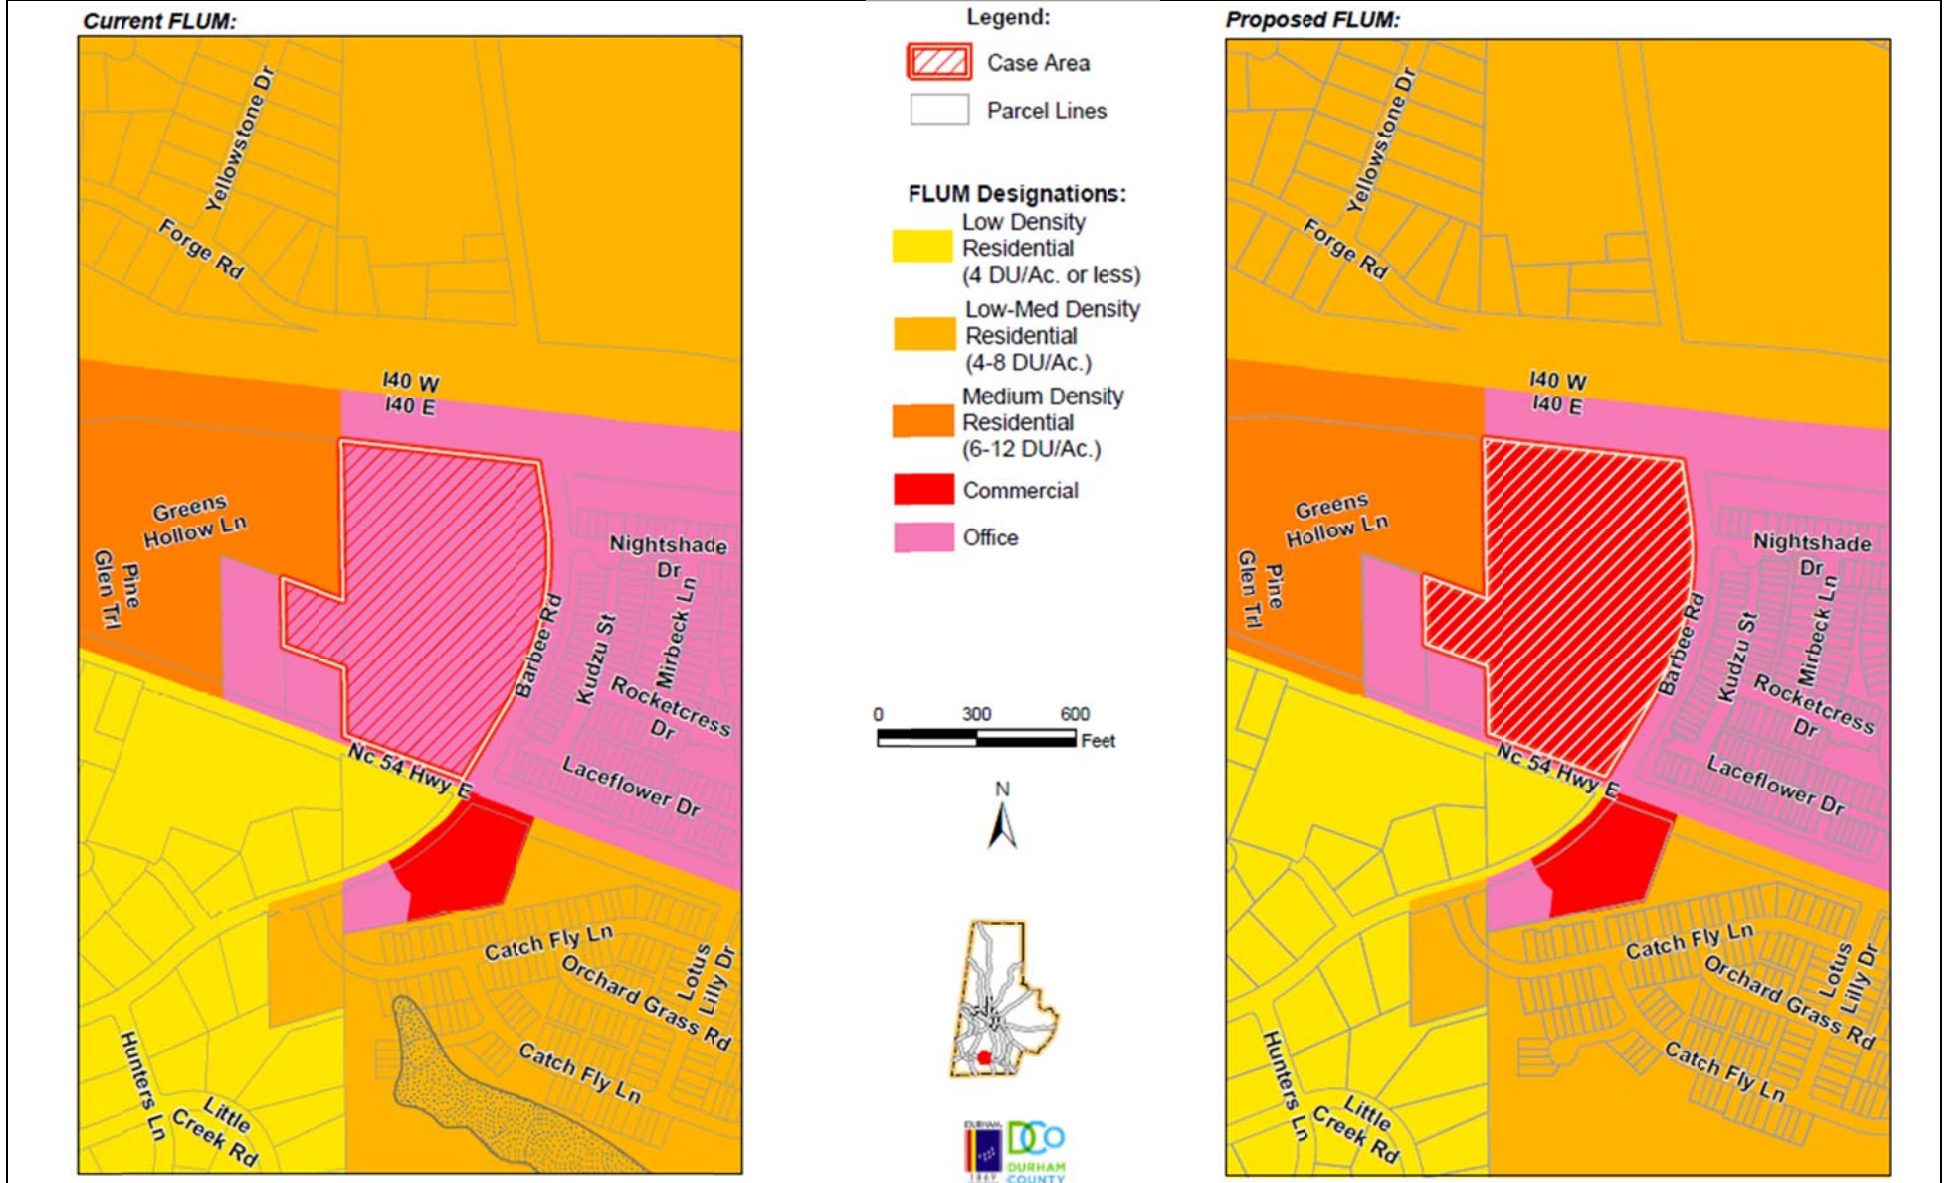 Current FLUM:
Yellowstone Dr
Forge Rd
I40 W
I40 E
Greens
Hollow Ln
Pine
Glen Trl
Nightshade
Dr
Mirbeck Ln
Kudzu St
Barbee Rd
Rocketcress
Dr
Laceflower Dr
Nc 54 Hwy E
Catch Fly Ln
Orchard Grass Rd
Lotus
Lilly Dr
Catch Fly Ln
Hunters Ln
Little
Creek Rd
Legend:
Case Area
Parcel Lines
FLUM Designations:
Low Density
Residential
(4 DU/Ac. or less)
Low-Med Density
Residential
(4-8 DU/Ac.)
Medium Density
Residential
(6-12 DU/Ac.)
Commercial
Office
0 300 600
Feet
N
DURHAM
1869
DCo
DURHAM
COUNTY
Proposed FLUM:
Yellowstone Dr
Forge Rd
I40 W
I40 E
Greens
Hollow Ln
Pine
Glen Trl
Nightshade
Dr
Mirbeck Ln
Kudzu St
Barbee Rd
Rocketcress
Dr
Laceflower Dr
Nc 54 Hwy E
Catch Fly Ln
Orchard Grass Rd
Lotus
Lilly Dr
Catch Fly Ln
Hunters Ln
Little
Creek Rd